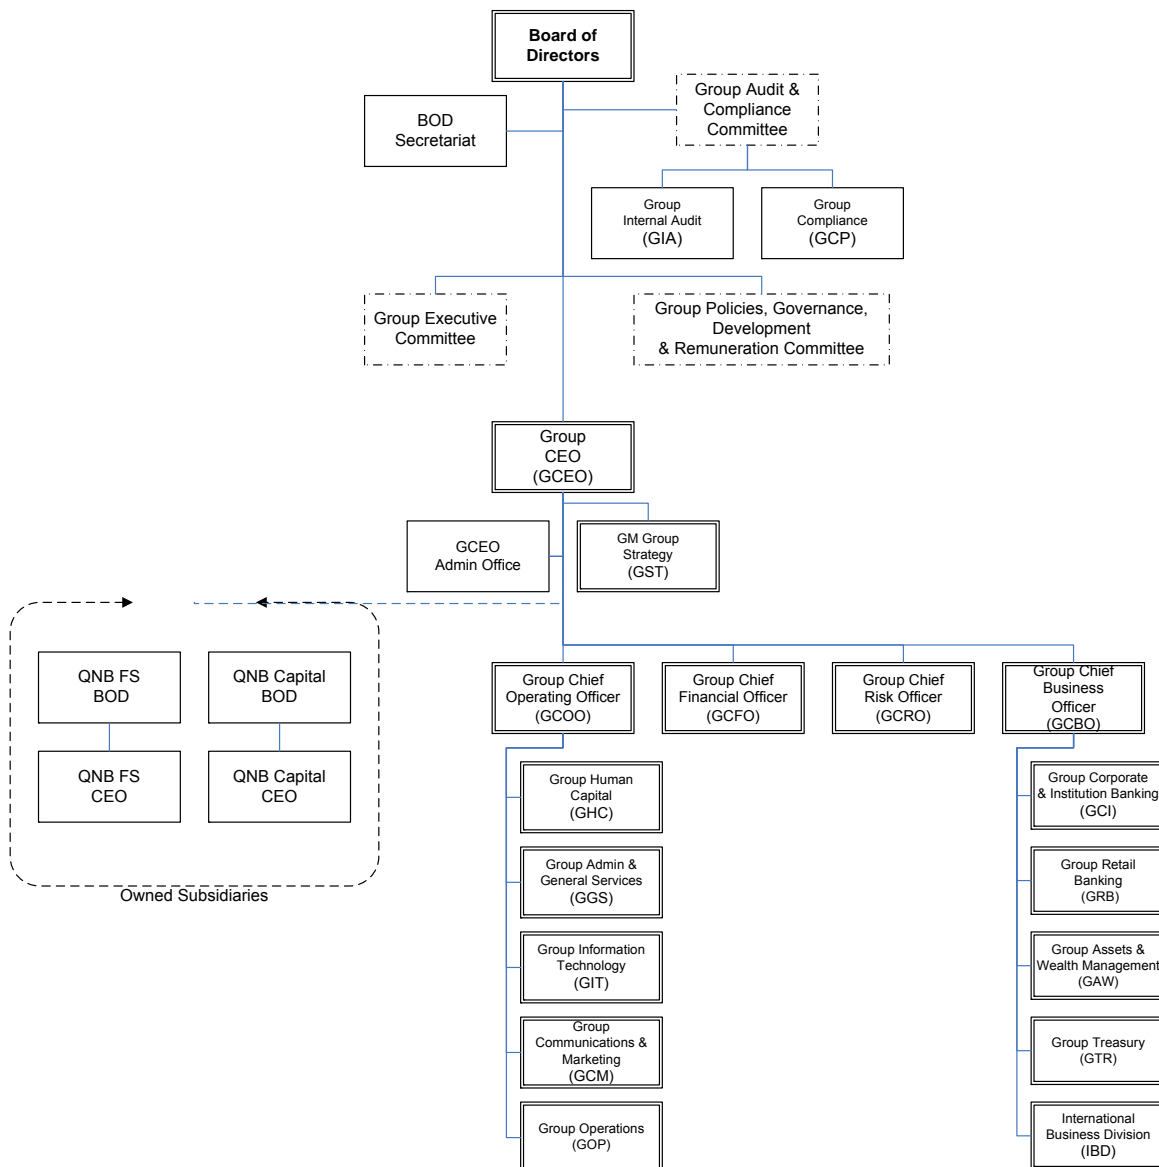 Board of
Directors
Group Audit &
Compliance
Committee
BOD
Secretariat
Group
Internal Audit
(GIA)
Group
Compliance
(GCP)
Group Executive
Committee
Group Policies, Governance,
Development
& Remuneration Committee
Group
CEO
(GCEO)
GCEO
Admin Office
GM Group
Strategy
(GST)
QNB FS
BOD
QNB Capital
BOD
QNB FS
CEO
QNB Capital
CEO
Owned Subsidiaries
Group Chief
Operating Officer
(GCOO)
Group Chief
Financial Officer
(GCFO)
Group Chief
Risk Officer
(GCRO)
Group Chief
Business
Officer
(GCBO)
Group Human
Capital
(GHC)
Group Admin &
General Services
(GGS)
Group Information
Technology
(GIT)
Group
Communications &
Marketing
(GCM)
Group Operations
(GOP)
Group Corporate
& Institution Banking
(GCI)
Group Retail
Banking
(GRB)
Group Assets &
Wealth Management
(GAW)
Group Treasury
(GTR)
International
Business Division
(IBD)